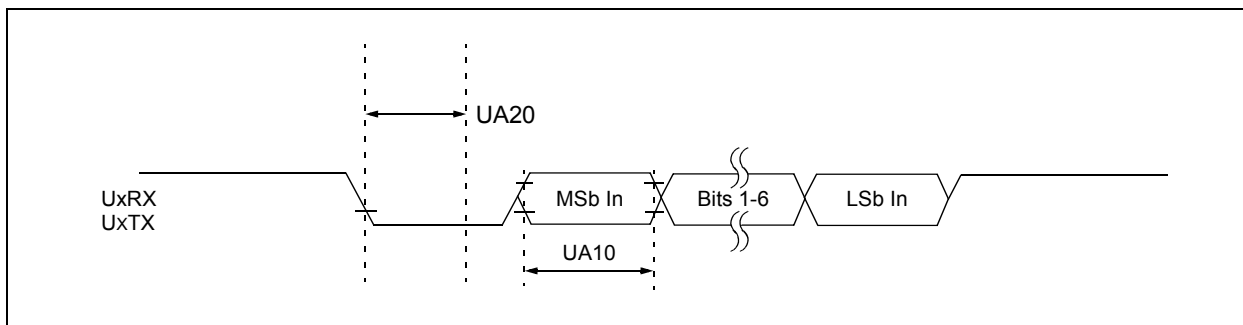 UA20
UxRX
UxTX
MSb In
Bits 1-6
LSb In
UA10